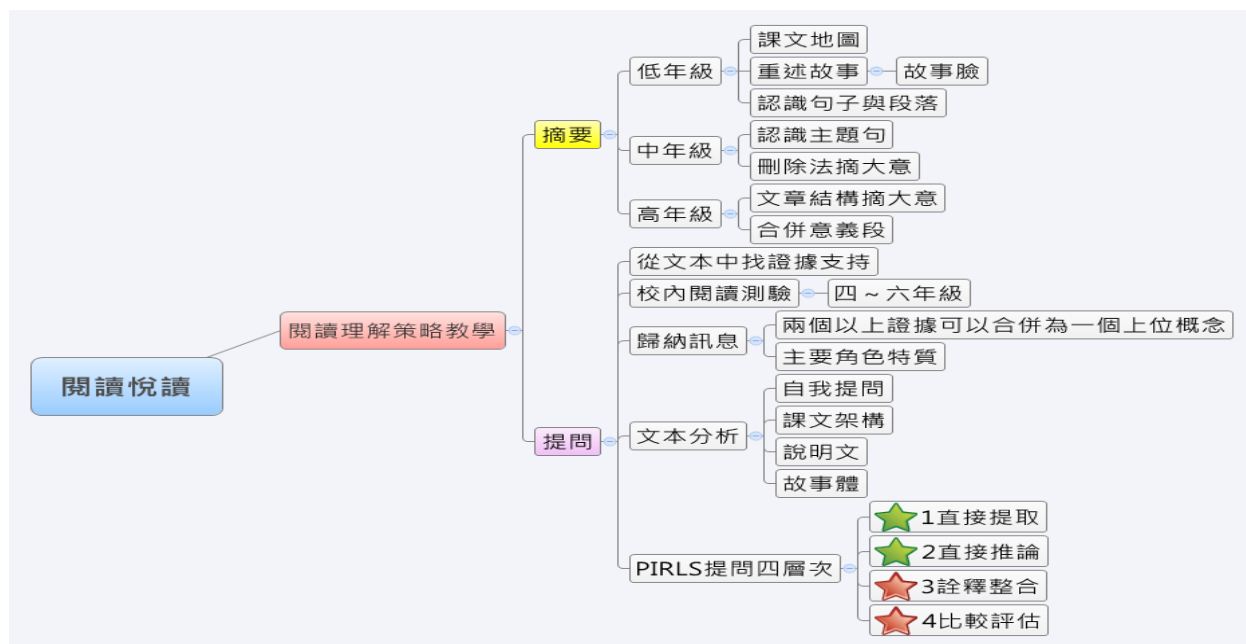 閱讀悅讀
閱讀理解策略教學
摘要
低年級
課文地圖
重述故事
故事臉
認識句子與段落
中年級
認識主題句
刪除法摘大意
高年級
文章結構摘大意
合併意義段
提問
從文本中找證據支持
校內閱讀測驗
四~六年級
歸納訊息
兩個以上證據可以合併為一個上位概念
主要角色特質
文本分析
自我提問
課文架構
說明文
故事體
PIRLS提問四層次
1直接提取
2直接推論
3詮釋整合
4比較評估